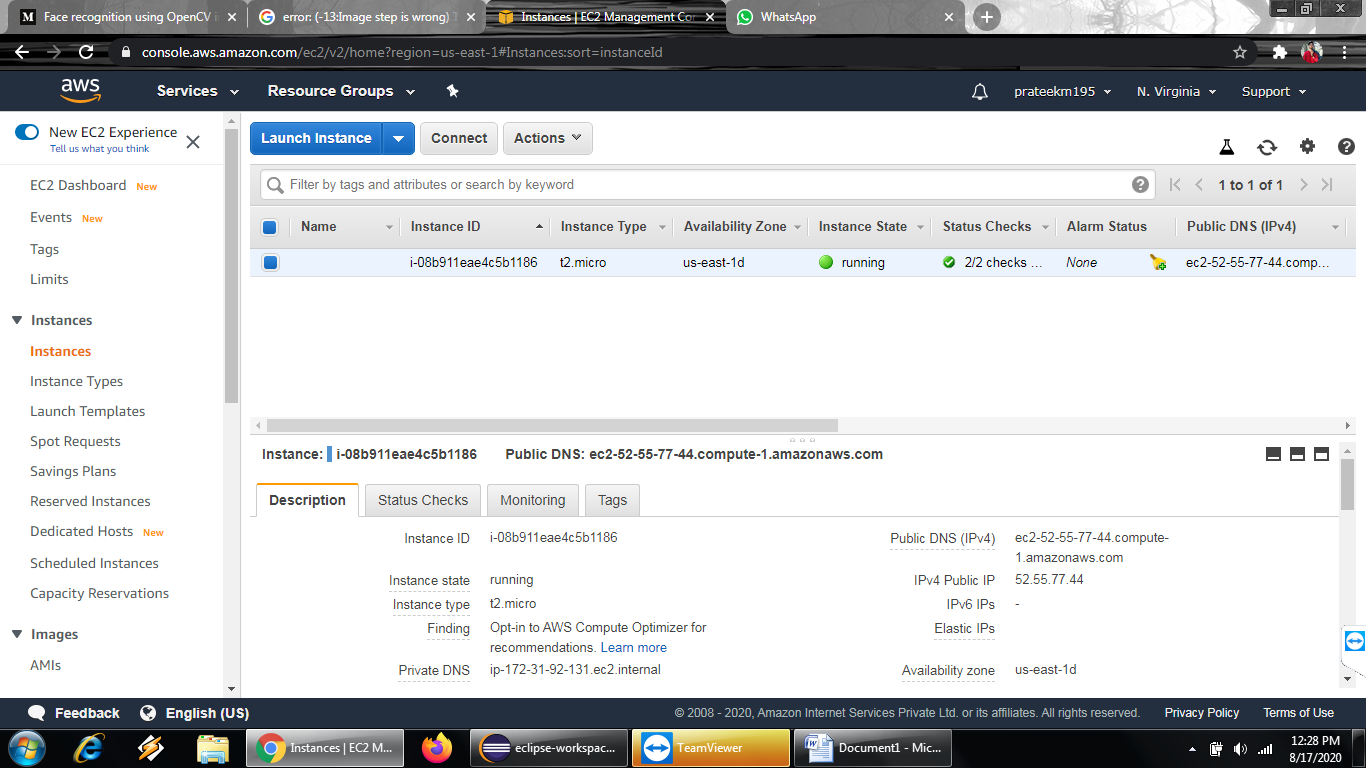 Face recognition using OpenCV in
error: (-13:Image step is wrong) T
Instances | EC2 Management Co
WhatsApp
console.aws.amazon.com/ec2/v2/home?region=us-east-1#Instances:sort=instanceId
aws
Services
Resource Groups
prateekm195
N. Virginia
Support
New EC2 Experience
Tell us what you think
EC2 Dashboard New
Events New
Tags
Limits
Instances
Instances
Instance Types
Launch Templates
Spot Requests
Savings Plans
Reserved Instances
Dedicated Hosts New
Scheduled Instances
Capacity Reservations
Images
AMIs
Launch Instance
Connect
Actions
Filter by tags and attributes or search by keyword
1 to 1 of 1
Name Instance ID Instance Type Availability Zone Instance State Status Checks Alarm Status Public DNS (IPv4)
i-08b911eae4c5b1186 t2.micro us-east-1d running 2/2 checks ... None ec2-52-55-77-44.comp...
Instance: i-08b911eae4c5b1186 Public DNS: ec2-52-55-77-44.compute-1.amazonaws.com
Description Status Checks Monitoring Tags
Instance ID i-08b911eae4c5b1186
Instance state running
Instance type t2.micro
Finding Opt-in to AWS Compute Optimizer for
recommendations. Learn more
Private DNS ip-172-31-92-131.ec2.internal
Public DNS (IPv4) ec2-52-55-77-44.compute-
1.amazonaws.com
IPv4 Public IP 52.55.77.44
IPv6 IPs -
Elastic IPs
Availability zone us-east-1d
Feedback
English (US)
© 2008 - 2020, Amazon Internet Services Private Ltd. or its affiliates. All rights reserved.
Privacy Policy
Terms of Use
Instances | EC2 M...
eclipse-workspac...
TeamViewer
Document1 - Mic...
12:28 PM
8/17/2020